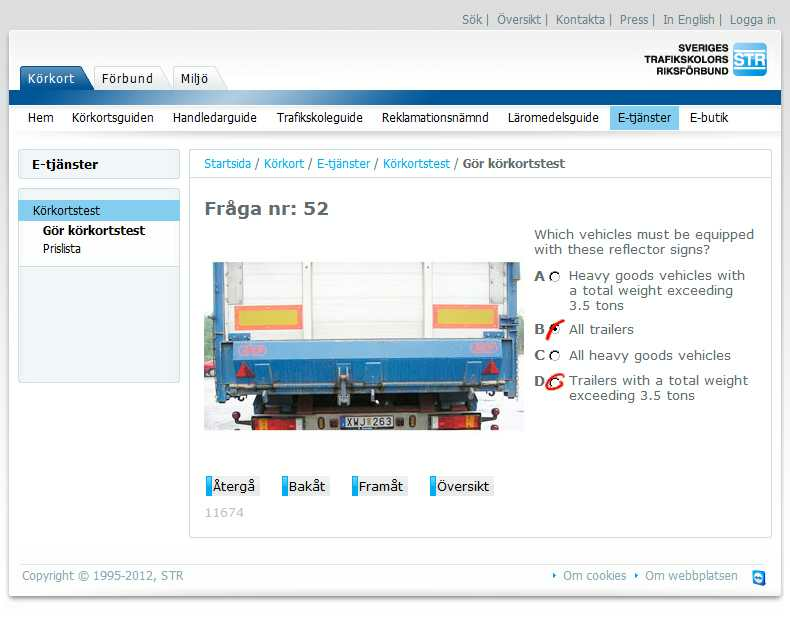 Sök | Översikt | Kontakta | Press | In English | Logga in
SVERIGES
TRAFIKSKOLORS
RIKSFÖRBUND
STR
Körkort Förbund Miljö
Hem Körkortsguiden Handledarguide Trafikskoleguide Reklamationsnämnd Läromedelsguide E-tjänster E-butik
E-tjänster
Körkortstest
Gör körkortstest
Prislista
Startsida / Körkort / E-tjänster / Körkortstest / Gör körkortstest
Fråga nr: 52
XWJ 263
Which vehicles must be equipped
with these reflector signs?
A Heavy goods vehicles with
a total weight exceeding
3.5 tons
B All trailers
C All heavy goods vehicles
D Trailers with a total weight
exceeding 3.5 tons
Återgå Bakåt Framåt Översikt
11674
Copyright © 1995-2012, STR
Om cookies Om webbplatsen